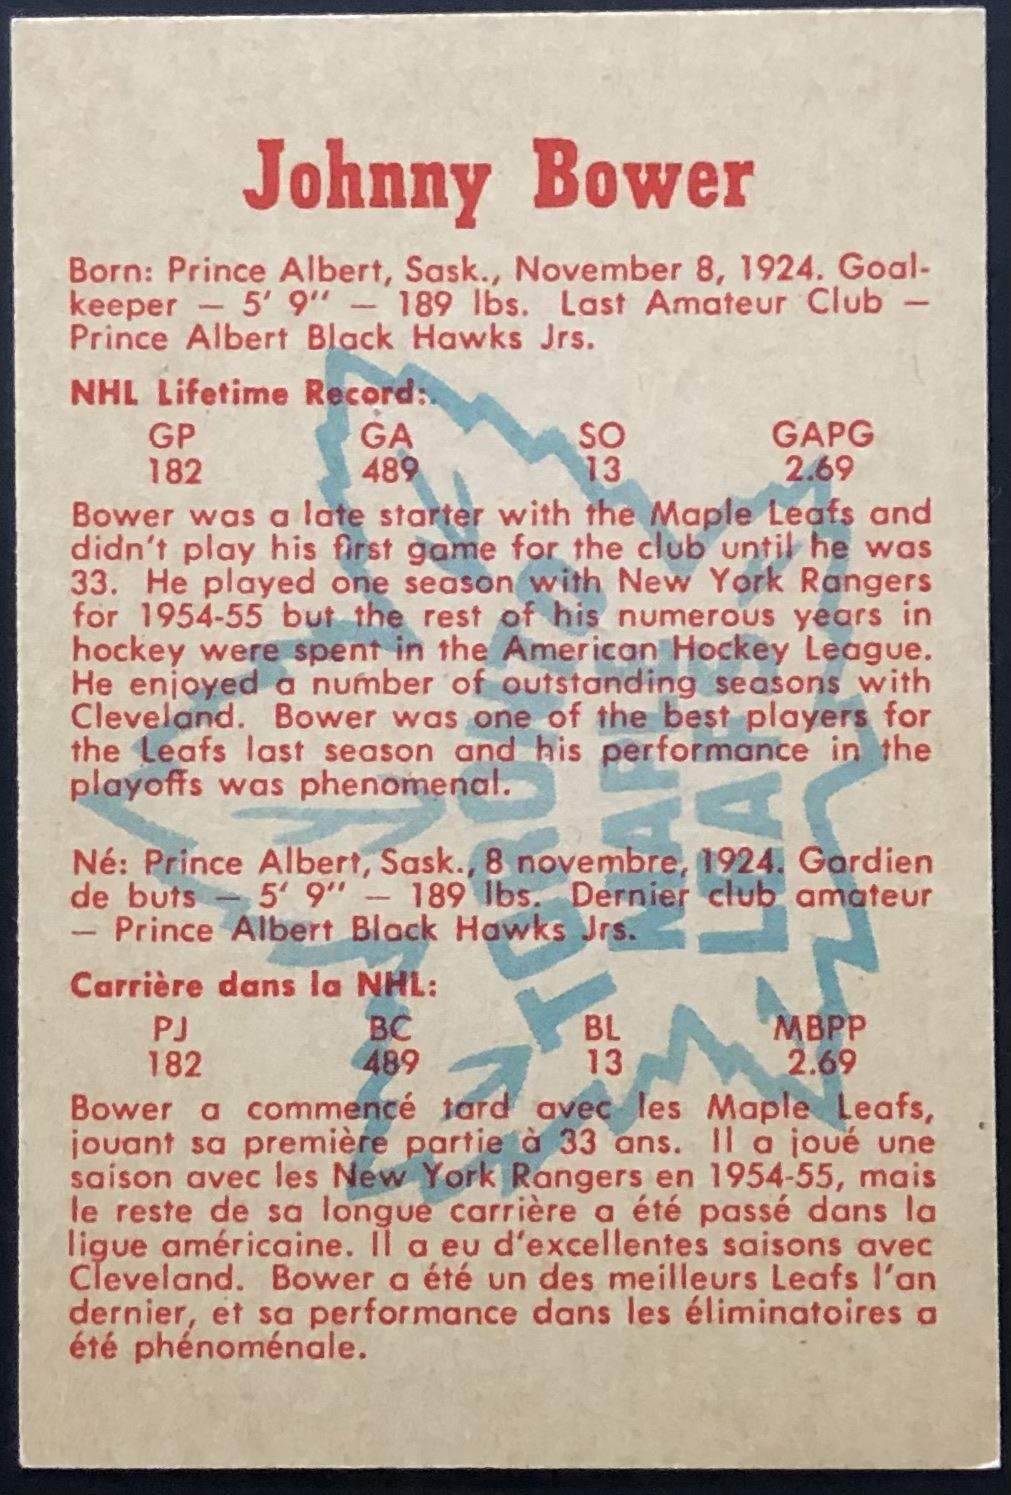 Johnny Bower
Born: Prince Albert, Sask., November 8, 1924. Goal-
keeper — 5' 9" — 189 lbs. Last Amateur Club —
Prince Albert Black Hawks Jrs.
NHL Lifetime Record:
GP GA SO GAPG
182 489 13 2.69
Bower was a late starter with the Maple Leafs and
didn't play his first game for the club until he was
33. He played one season with New York Rangers
for 1954-55 but the rest of his numerous years in
hockey were spent in the American Hockey League.
He enjoyed a number of outstanding seasons with
Cleveland. Bower was one of the best players for
the Leafs last season and his performance in the
playoffs was phenomenal.
Né: Prince Albert, Sask., 8 novembre, 1924. Gardien
de buts — 5' 9" — 189 lbs. Dernier club amateur
— Prince Albert Black Hawks Jrs.
Carrière dans la NHL:
PJ BC BL MBPP
182 489 13 2.69
Bower a commencé tard avec les Maple Leafs,
jouant sa première partie à 33 ans. Il a joué une
saison avec les New York Rangers en 1954-55, mais
le reste de sa longue carrière a été passé dans la
ligue américaine. Il a eu d'excellentes saisons avec
Cleveland. Bower a été un des meilleurs Leafs l'an
dernier, et sa performance dans les éliminatoires a
été phénoménale.
TORONTO
MAPLE
LEAFS